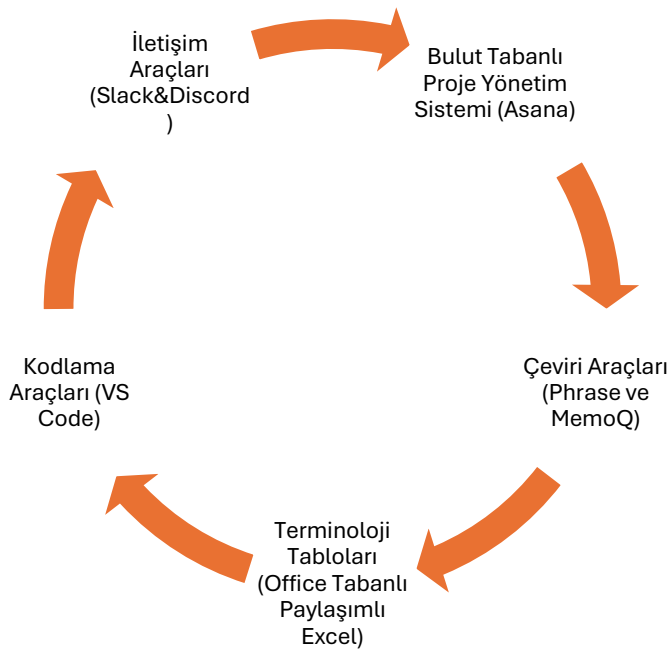 İletişim
Araçları
(Slack&Discord
)
Bulut Tabanlı
Proje Yönetim
Sistemi (Asana)
Çeviri Araçları
(Phrase ve
MemoQ)
Terminoloji
Tabloları
(Office Tabanlı
Paylaşımlı
Excel)
Kodlama
Araçları (VS
Code)